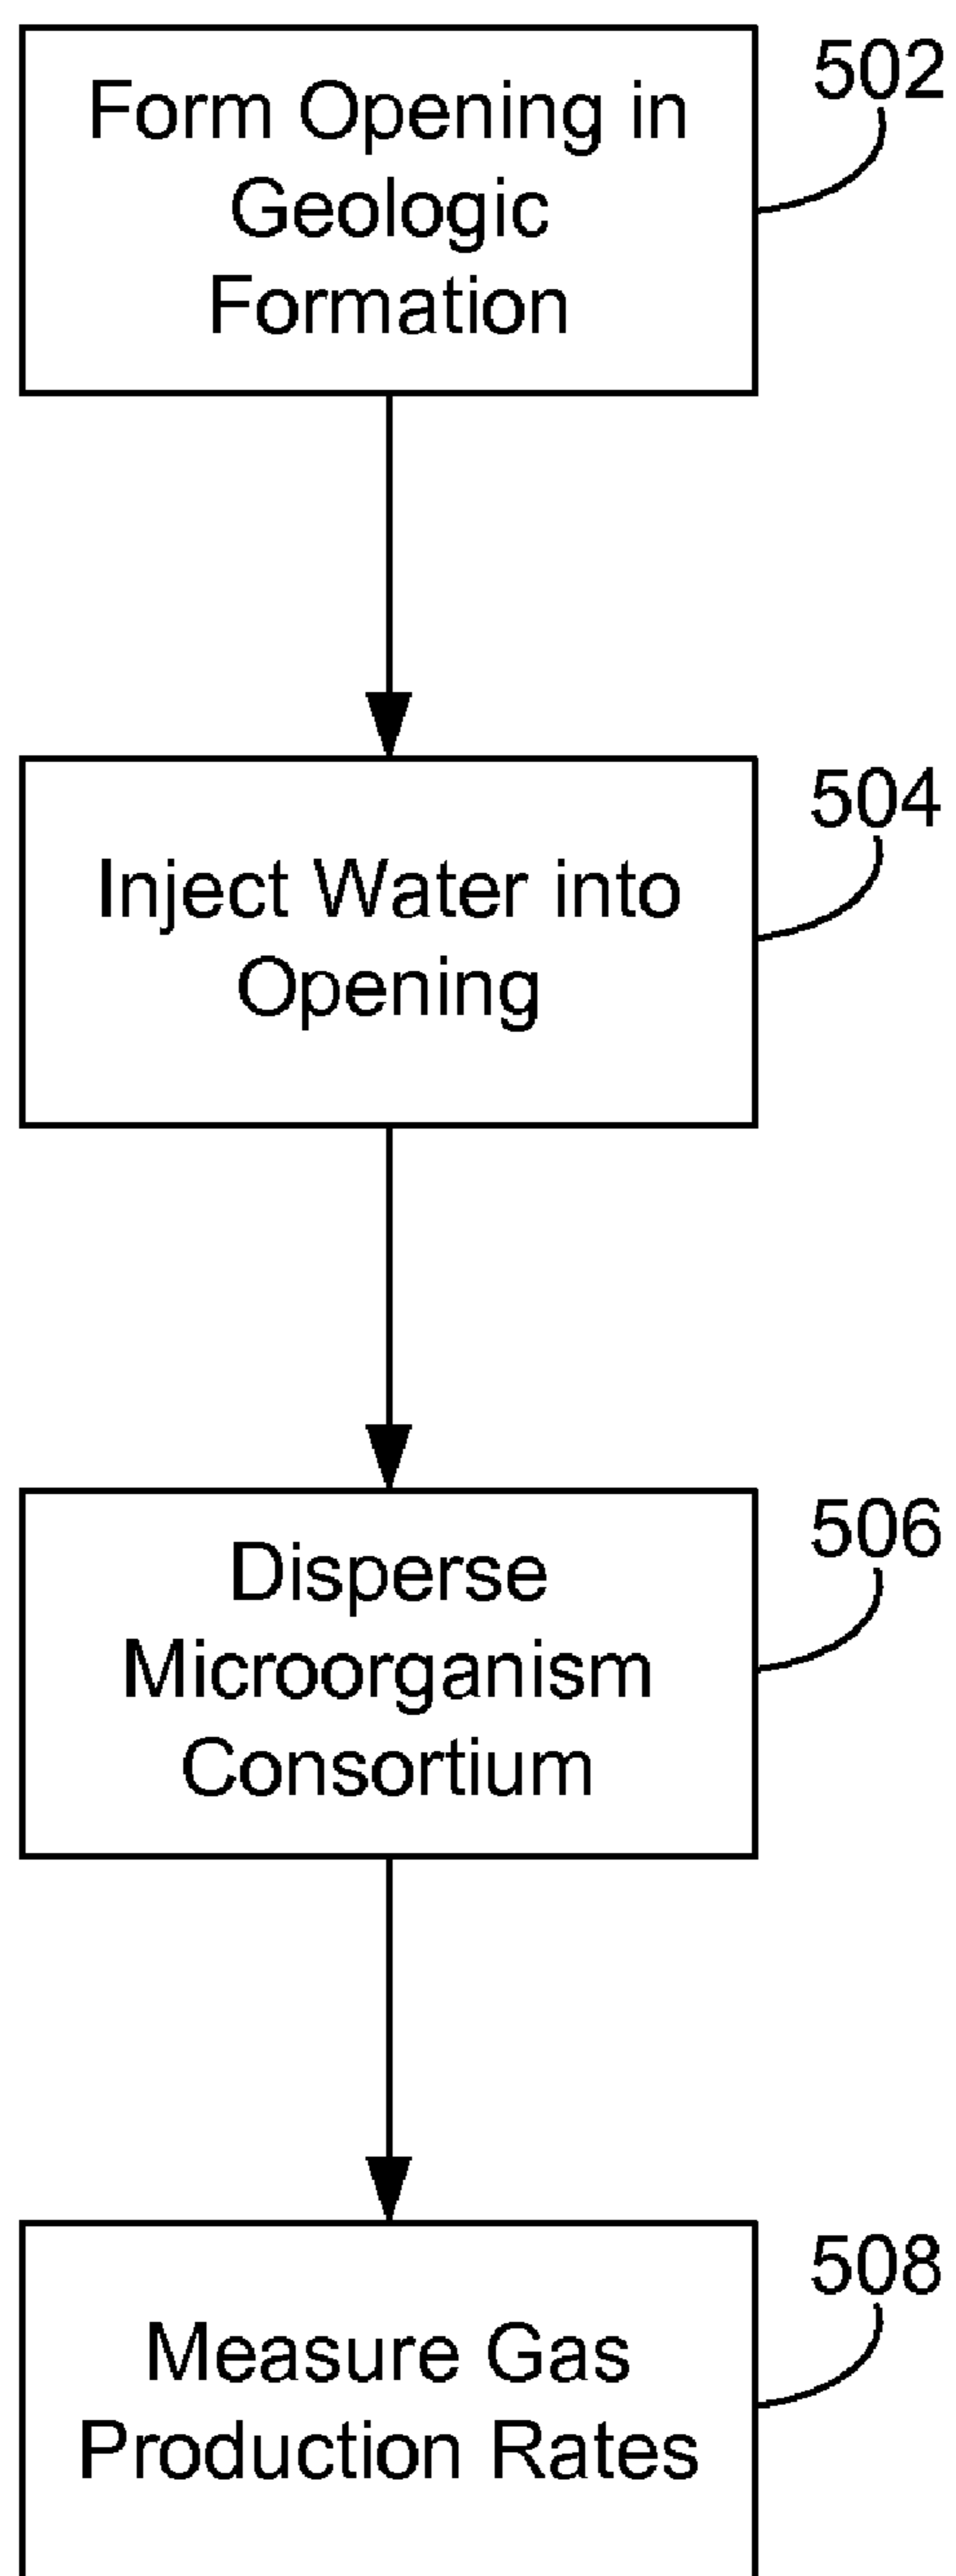 Form Opening in
Geologic
Formation
502
Inject Water into
Opening
504
Disperse
Microorganism
Consortium
506
Measure Gas
Production Rates
508